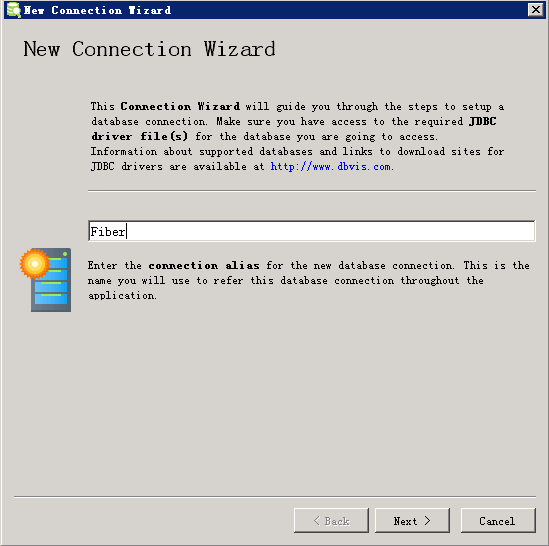 New Connection Wizard
New Connection Wizard
This Connection Wizard will guide you through the steps to setup a
database connection. Make sure you have access to the required JDBC
driver file(s) for the database you are going to access.
Information about supported databases and links to download sites for
JDBC drivers are available at http://www.dbvis.com.
Fiber
Enter the connection alias for the new database connection. This is the
name you will use to refer this database connection throughout the
application.
< Back
Next >
Cancel